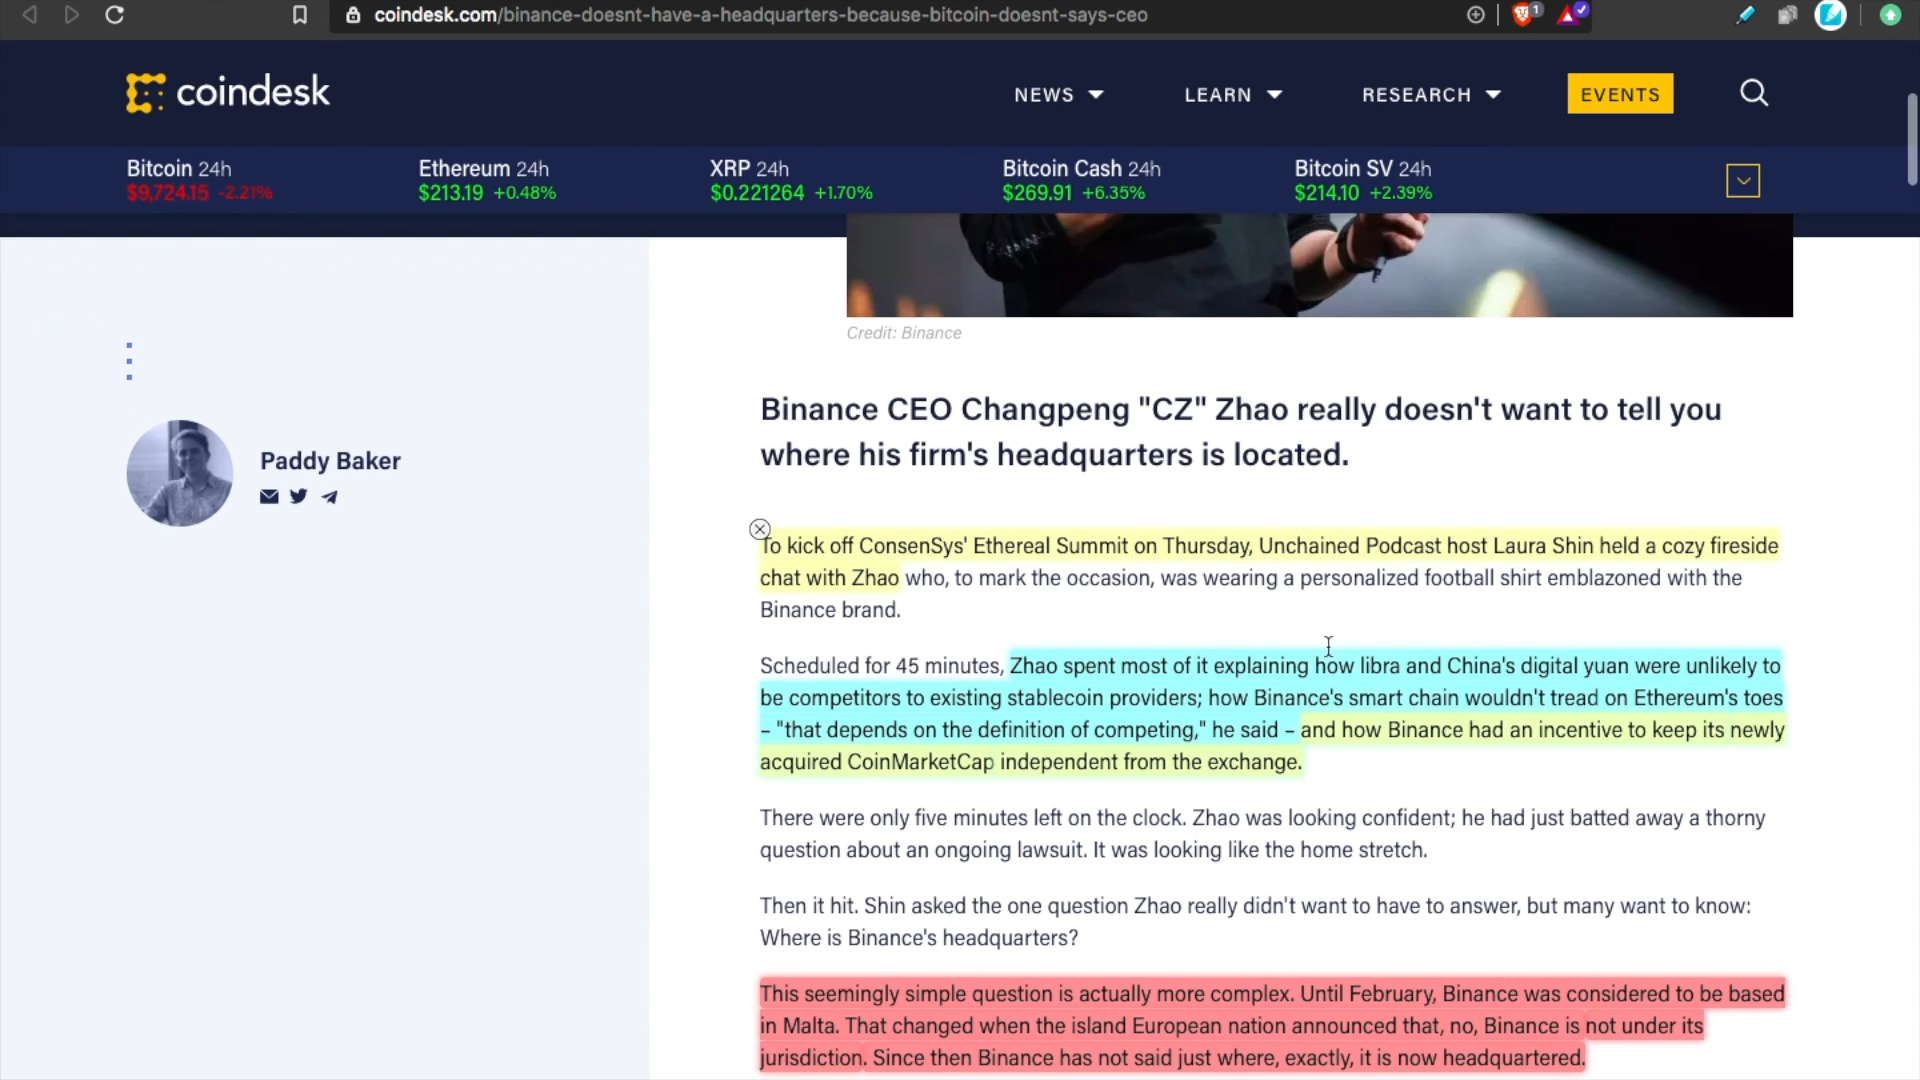 coindesk.com/binance-doesnt-have-a-headquarters-because-bitcoin-doesnt-says-ceo
1
coindesk
NEWS LEARN RESEARCH EVENTS
Bitcoin 24h
$9,724.15 -2.21%
Ethereum 24h
$213.19 +0.48%
XRP 24h
$0.221264 +1.70%
Bitcoin Cash 24h
$269.91 +6.35%
Bitcoin SV 24h
$214.10 +2.39%
Credit: Binance
Paddy Baker
Binance CEO Changpeng "CZ" Zhao really doesn't want to tell you
where his firm's headquarters is located.
To kick off ConsenSys' Ethereal Summit on Thursday, Unchained Podcast host Laura Shin held a cozy fireside
chat with Zhao who, to mark the occasion, was wearing a personalized football shirt emblazoned with the
Binance brand.
Scheduled for 45 minutes, Zhao spent most of it explaining how libra and China's digital yuan were unlikely to
be competitors to existing stablecoin providers; how Binance's smart chain wouldn't tread on Ethereum's toes
– "that depends on the definition of competing," he said – and how Binance had an incentive to keep its newly
acquired CoinMarketCap independent from the exchange.
There were only five minutes left on the clock. Zhao was looking confident; he had just batted away a thorny
question about an ongoing lawsuit. It was looking like the home stretch.
Then it hit. Shin asked the one question Zhao really didn't want to have to answer, but many want to know:
Where is Binance's headquarters?
This seemingly simple question is actually more complex. Until February, Binance was considered to be based
in Malta. That changed when the island European nation announced that, no, Binance is not under its
jurisdiction. Since then Binance has not said just where, exactly, it is now headquartered.